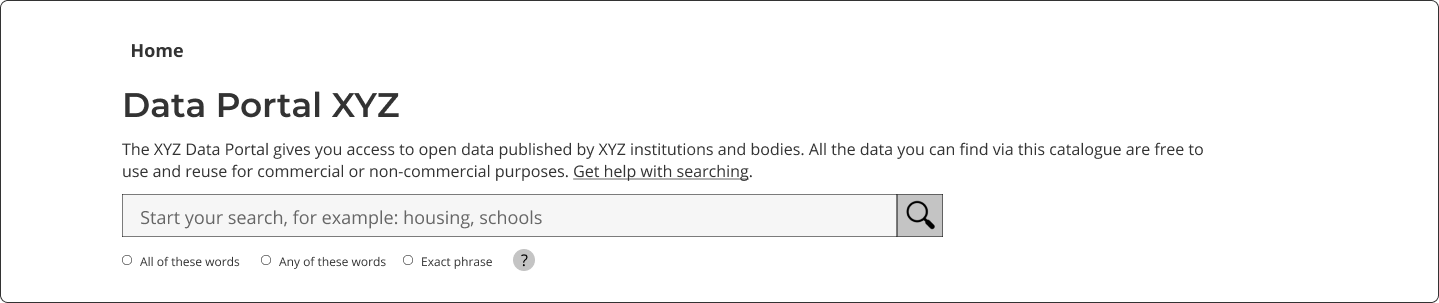 Home
Data Portal XYZ
The XYZ Data Portal gives you access to open data published by XYZ institutions and bodies. All the data you can find via this catalogue are free to
use and reuse for commercial or non-commercial purposes. Get help with searching.
Start your search, for example: housing, schools
All of these words Any of these words Exact phrase ?